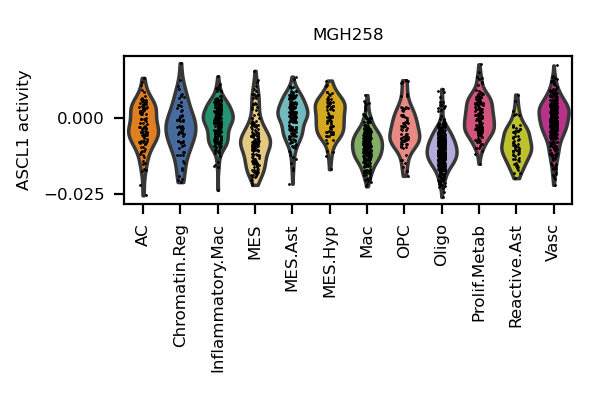 MGH258
ASCL1 activity
0.000
−0.025
AC
Chromatin.Reg
Inflammatory.Mac
MES
MES.Ast
MES.Hyp
Mac
OPC
Oligo
Prolif.Metab
Reactive.Ast
Vasc